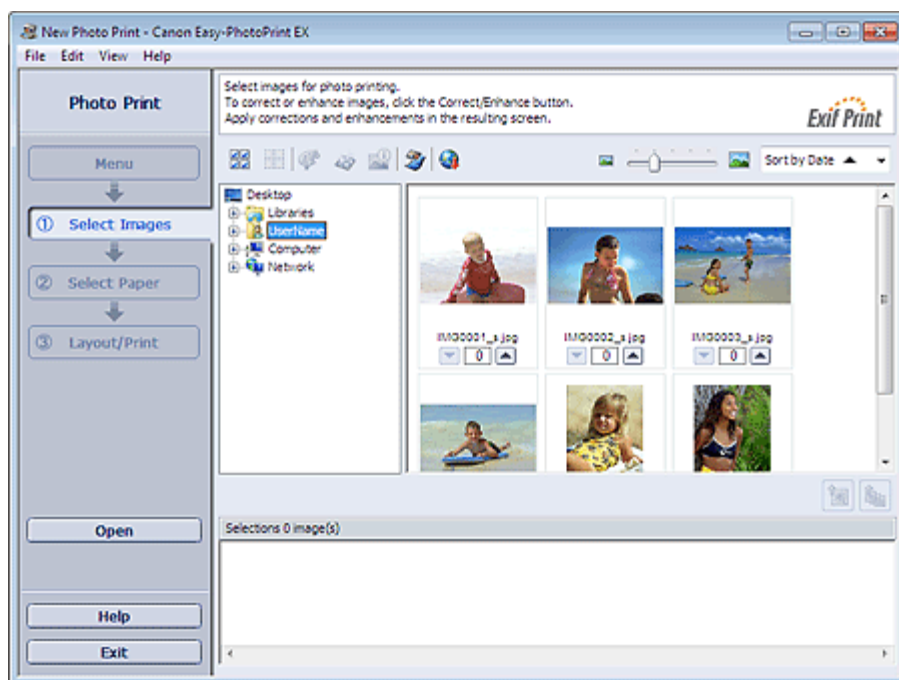 New Photo Print - Canon Easy-PhotoPrint EX
File Edit View Help
Photo Print
Select images for photo printing.
To correct or enhance images, click the Correct/Enhance button.
Apply corrections and enhancements in the resulting screen.
Exif Print
Menu
Sort by Date
① Select Images
② Select Paper
③ Layout/Print
Desktop
Libraries
UserName
Computer
Network
IMG0001_s.jpg
IMG0002_s.jpg
IMG0003_s.jpg
0
0
0
Open
Selections 0 image(s)
Help
Exit